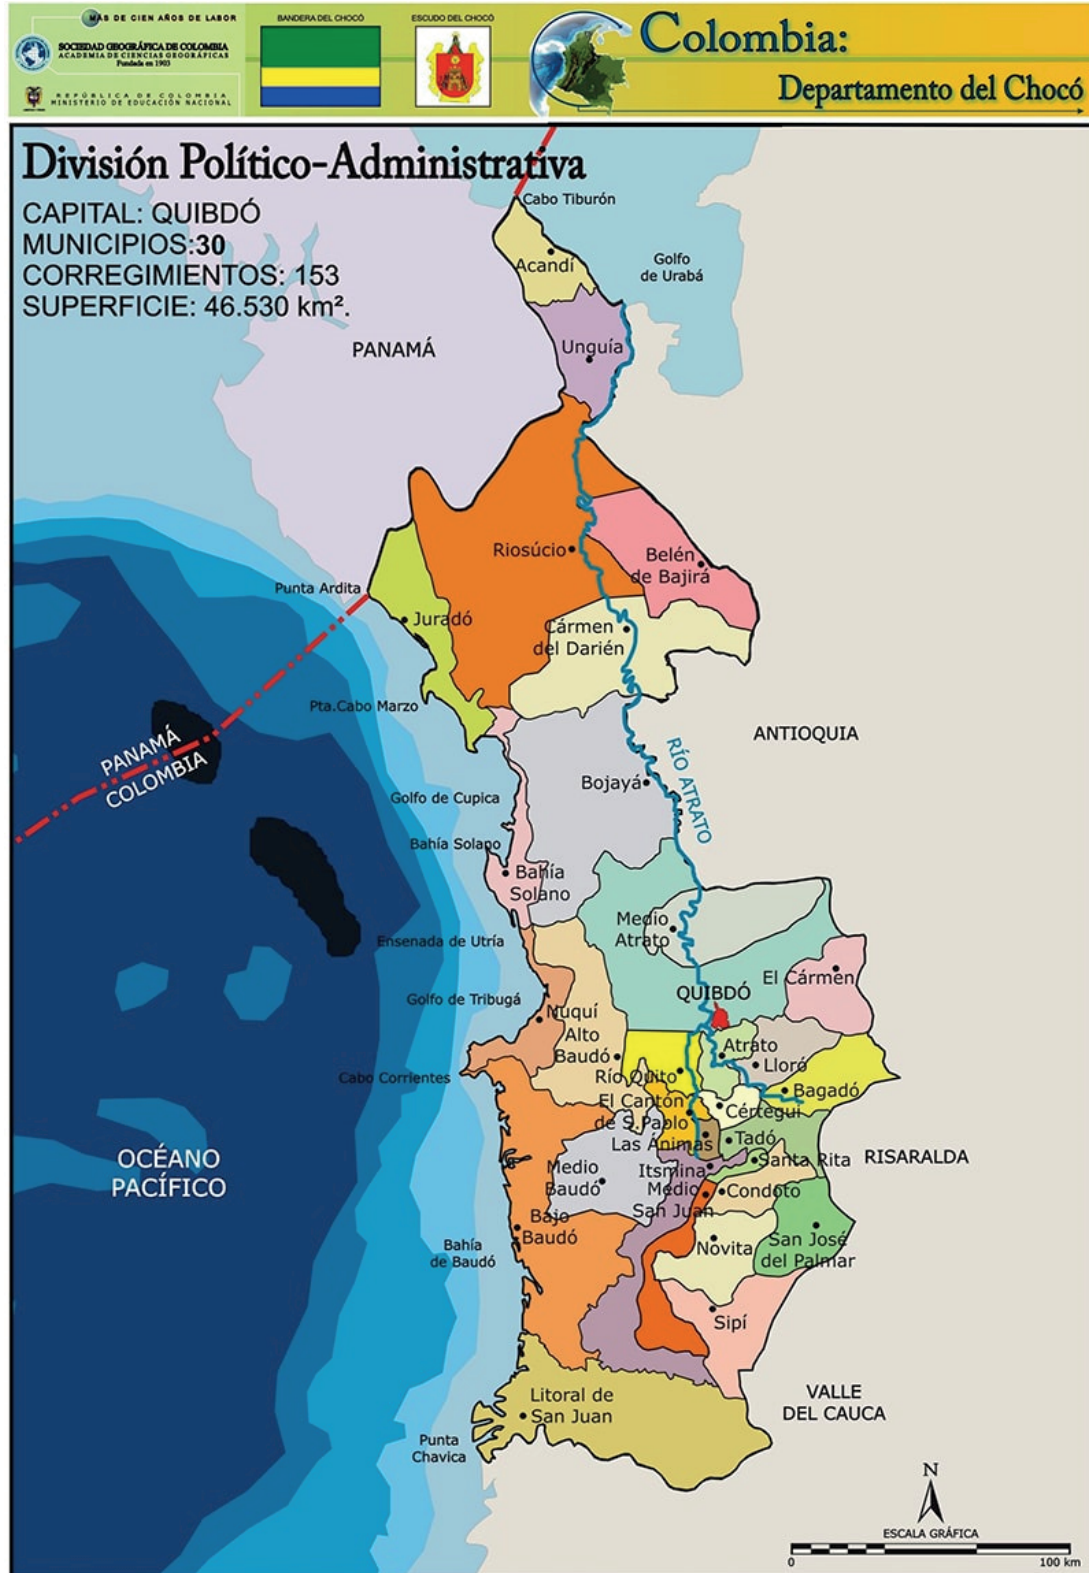 MÁS DE CIEN AÑOS DE LABOR
SOCIEDAD GEOGRÁFICA DE COLOMBIA
ACADEMIA DE CIENCIAS GEOGRÁFICAS
Fundada en 1903
REPÚBLICA DE COLOMBIA
MINISTERIO DE EDUCACIÓN NACIONAL
BANDERA DEL CHOCÓ
ESCUDO DEL CHOCÓ
Colombia:
Departamento del Chocó
División Político-Administrativa
CAPITAL: QUIBDÓ
MUNICIPIOS:30
CORREGIMIENTOS: 153
SUPERFICIE: 46.530 km².
Cabo Tiburón
Acandí
Golfo
de Urabá
PANAMÁ
Unguía
Riosúcio
Belén
de Bajirá
Punta Ardita
Juradó
Cármen
del Darién
Pta.Cabo Marzo
ANTIOQUIA
PANAMÁ
COLOMBIA
RÍO ATRATO
Bojayá
Golfo de Cupica
Bahía Solano
Bahía
Solano
Medio
Atrato
Ensenada de Utría
El Cármen
QUIBDÓ
Golfo de Tribugá
Nuquí
Alto
Baudó
Atrato
Lloró
Cabo Corrientes
Río Quito
Bagadó
El Cantón
de S.Pablo
Cértegui
Las Ánimas
Tadó
OCÉANO
PACÍFICO
Medio
Baudó
Itsmina
Santa Rita
RISARALDA
Medio
San Juan
Condoto
Bajo
Baudó
Novita
San José
del Palmar
Bahía
de Baudó
Sipí
Litoral de
San Juan
VALLE
DEL CAUCA
Punta
Chavica
N
ESCALA GRÁFICA
0
100 km